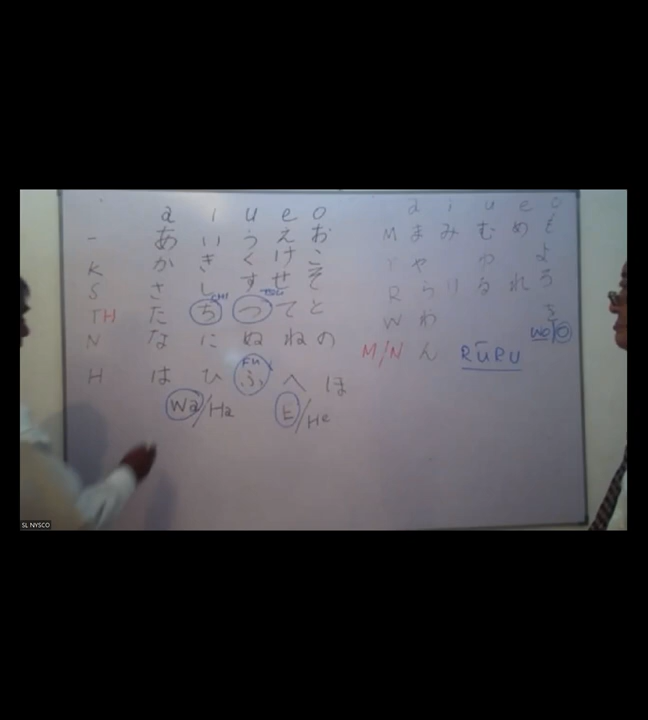 a i u e o
- あ い う え お
K か き く け こ
S さ し す せ そ
TH た ち CHI つ TSU て と
N な に ぬ ね の
H は ひ ふ FU へ ほ
Wa/Ha E/He
a i u e o
M ま み む め も
Y や ゆ よ
R ら り る れ ろ
W わ を
Wo/O
M/N ん RŪRU
SL NYSCO